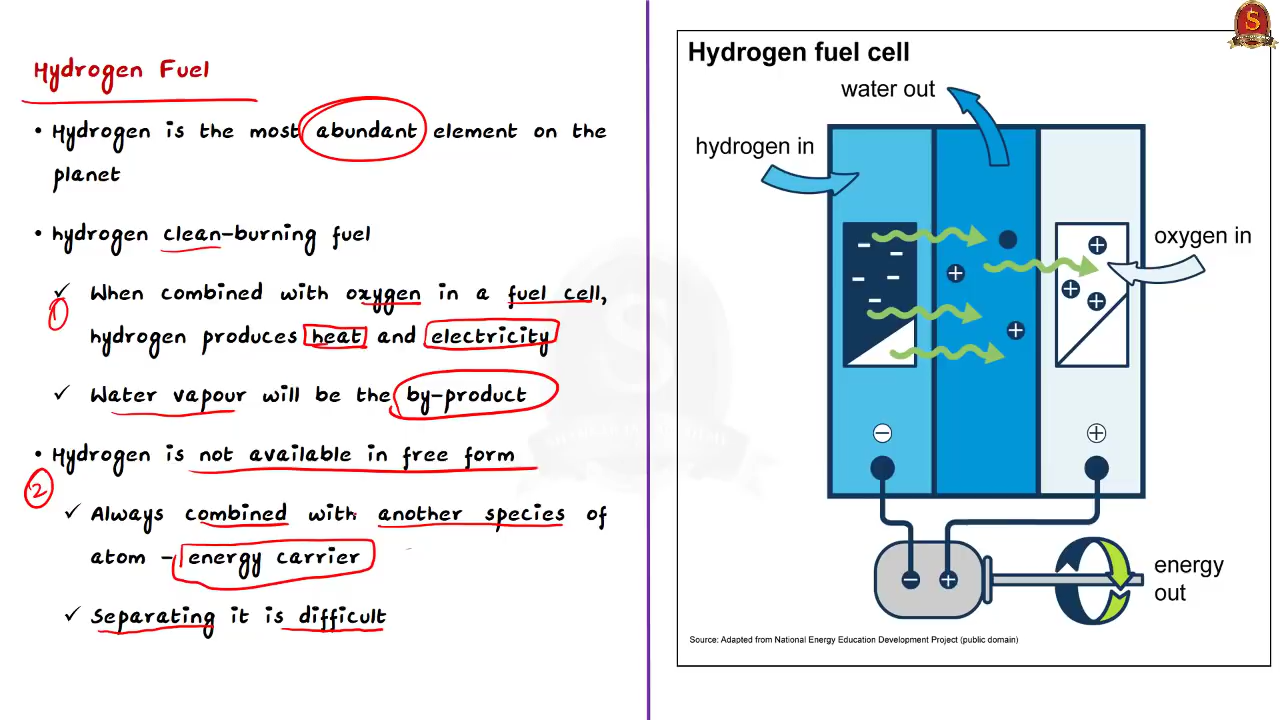 Hydrogen Fuel
• Hydrogen is the most abundant element on the
planet
• hydrogen clean-burning fuel
✓ When combined with oxygen in a fuel cell,
1
hydrogen produces heat and electricity
✓ Water vapour will be the by-product
• Hydrogen is not available in free form
2
✓ Always combined with another species of
atom - energy carrier
✓ Separating it is difficult
S
Hydrogen fuel cell
water out
hydrogen in
oxygen in
energy
out
Source: Adapted from National Energy Education Development Project (public domain)